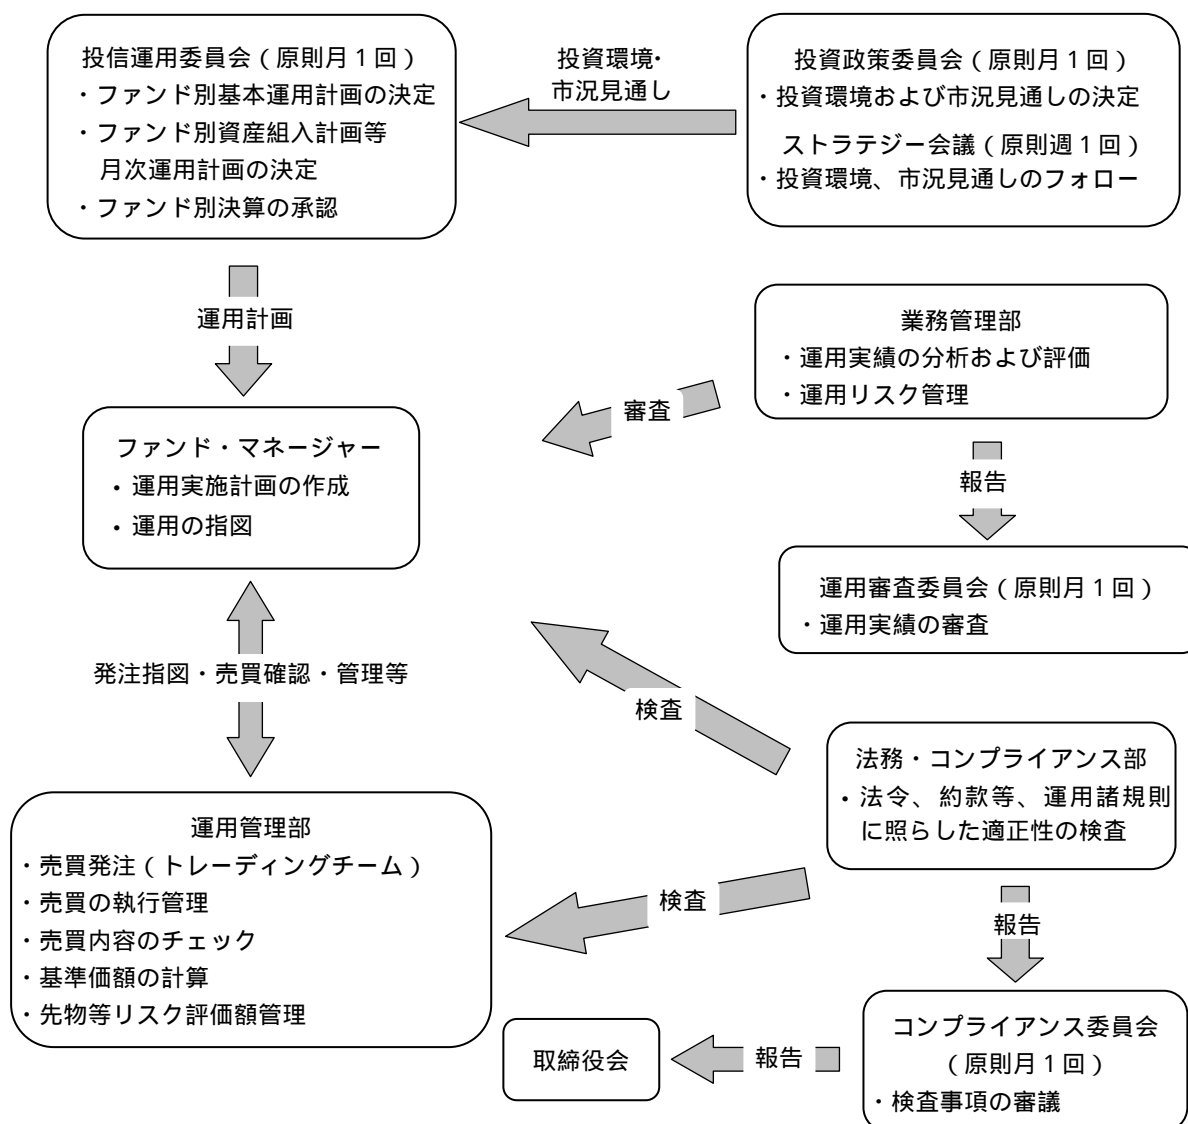 投信運用委員会（原則月１回）
・ファンド別基本運用計画の決定
・ファンド別資産組入計画等
月次運用計画の決定
・ファンド別決算の承認
投資環境・
市況見通し
投資政策委員会（原則月１回）
・投資環境および市況見通しの決定
ストラテジー会議（原則週１回）
・投資環境、市況見通しのフォロー
運用計画
業務管理部
・運用実績の分析および評価
・運用リスク管理
審査
ファンド・マネージャー
・運用実施計画の作成
・運用の指図
報告
運用審査委員会（原則月１回）
・運用実績の審査
発注指図・売買確認・管理等
検査
法務・コンプライアンス部
・法令、約款等、運用諸規則
に照らした適正性の検査
運用管理部
・売買発注（トレーディングチーム）
・売買の執行管理
・売買内容のチェック
・基準価額の計算
・先物等リスク評価額管理
検査
報告
コンプライアンス委員会
（原則月１回）
・検査事項の審議
報告
取締役会